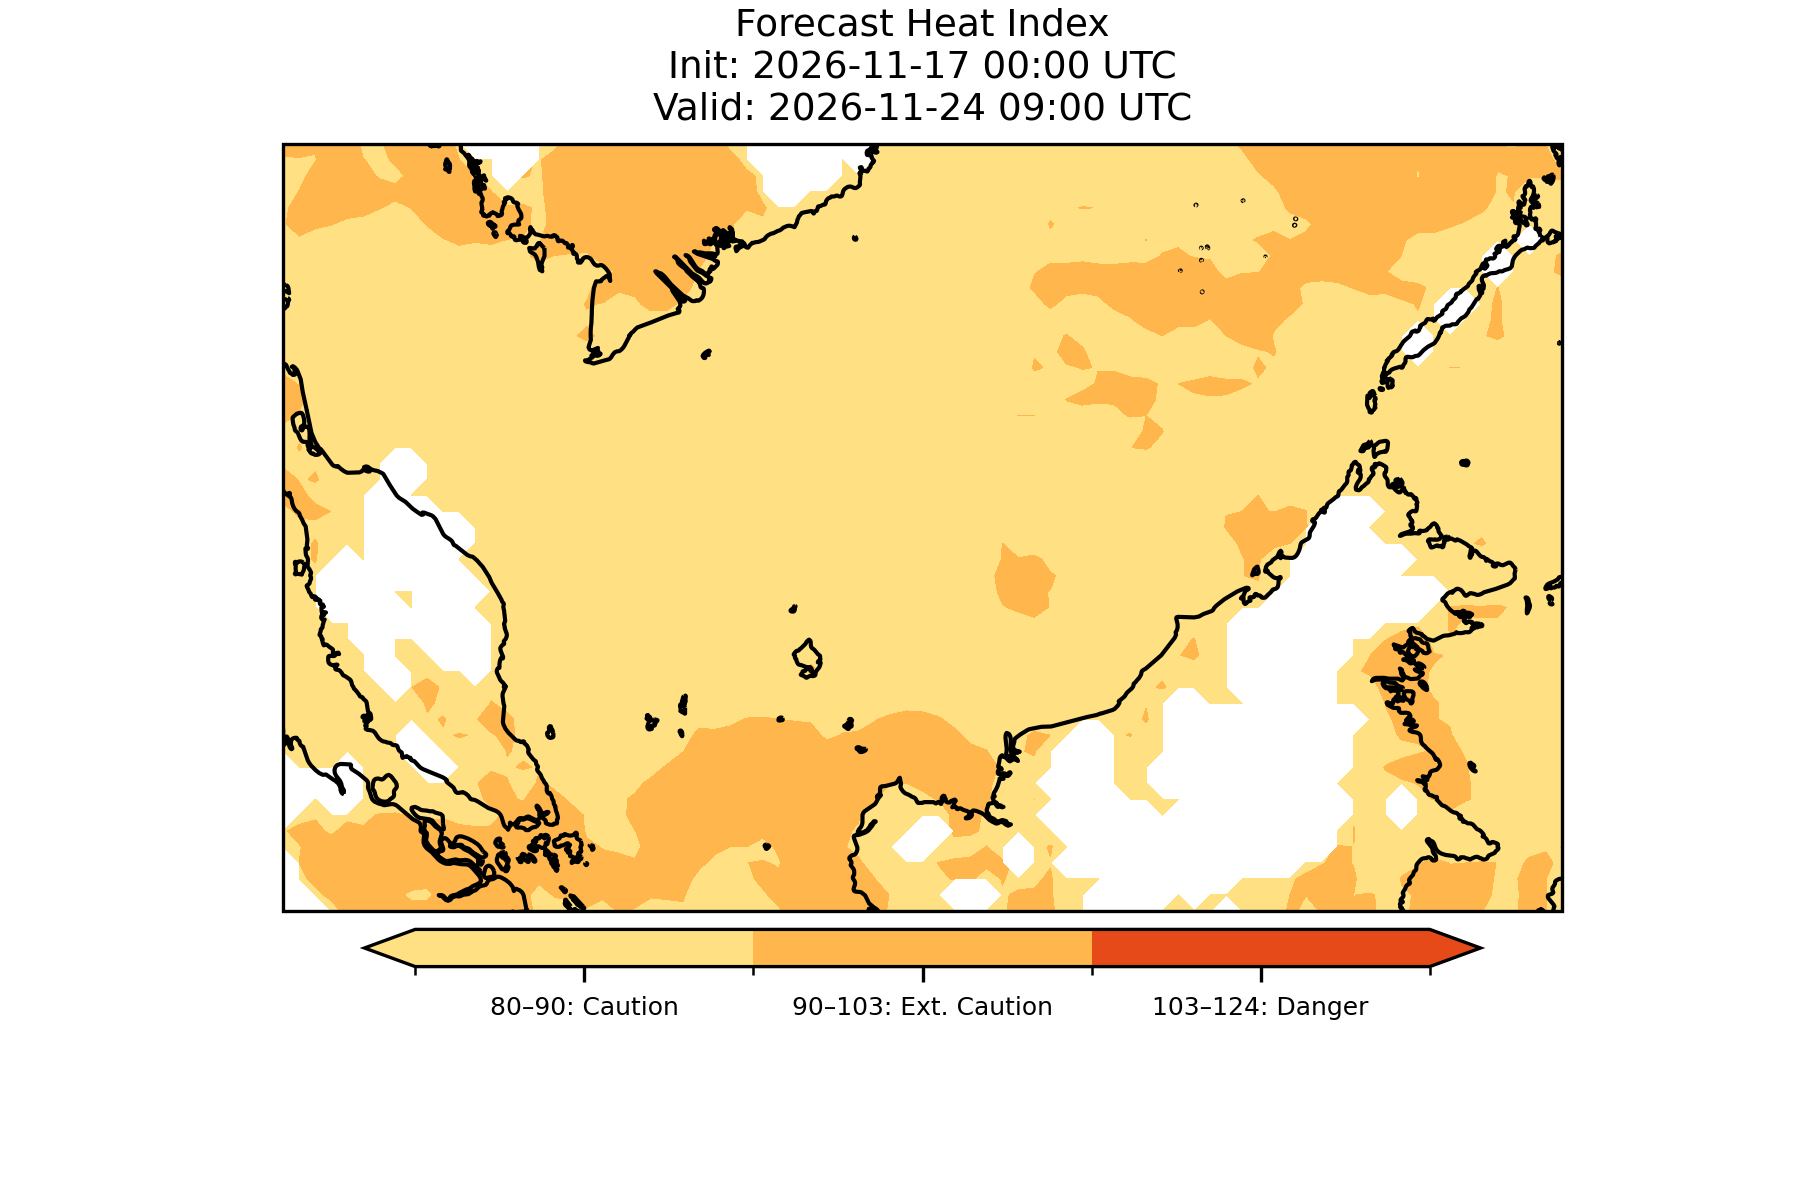 Forecast Heat Index
Init: 2026-11-17 00:00 UTC
Valid: 2026-11-24 09:00 UTC
80–90: Caution
90–103: Ext. Caution
103–124: Danger